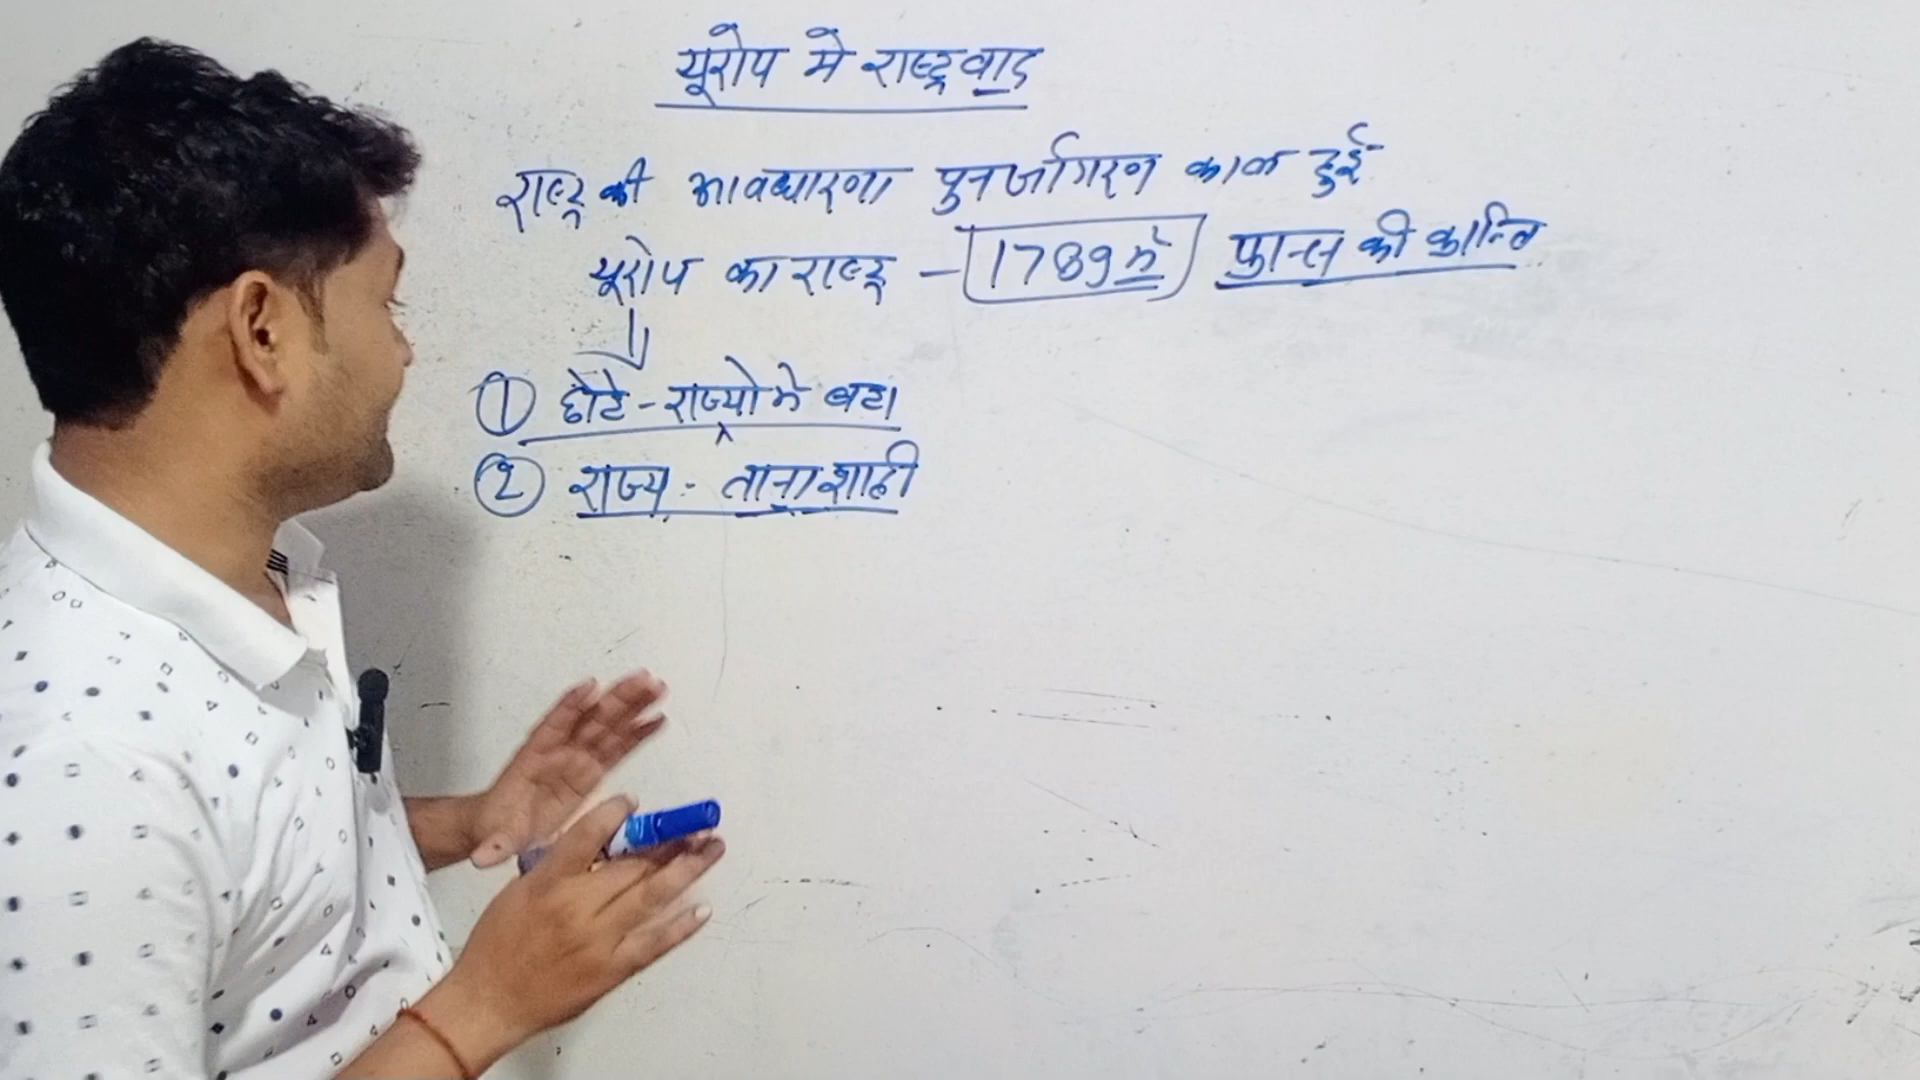 यूरोप मे राष्ट्रवाद
राष्ट्र की अवधारणा पुनर्जागरण काल हुई
यूरोप का राष्ट्र - 1789 में फ्रान्स की क्रान्ति
① छोटे - राज्यो मे बटा
② राज्य - तानाशाही